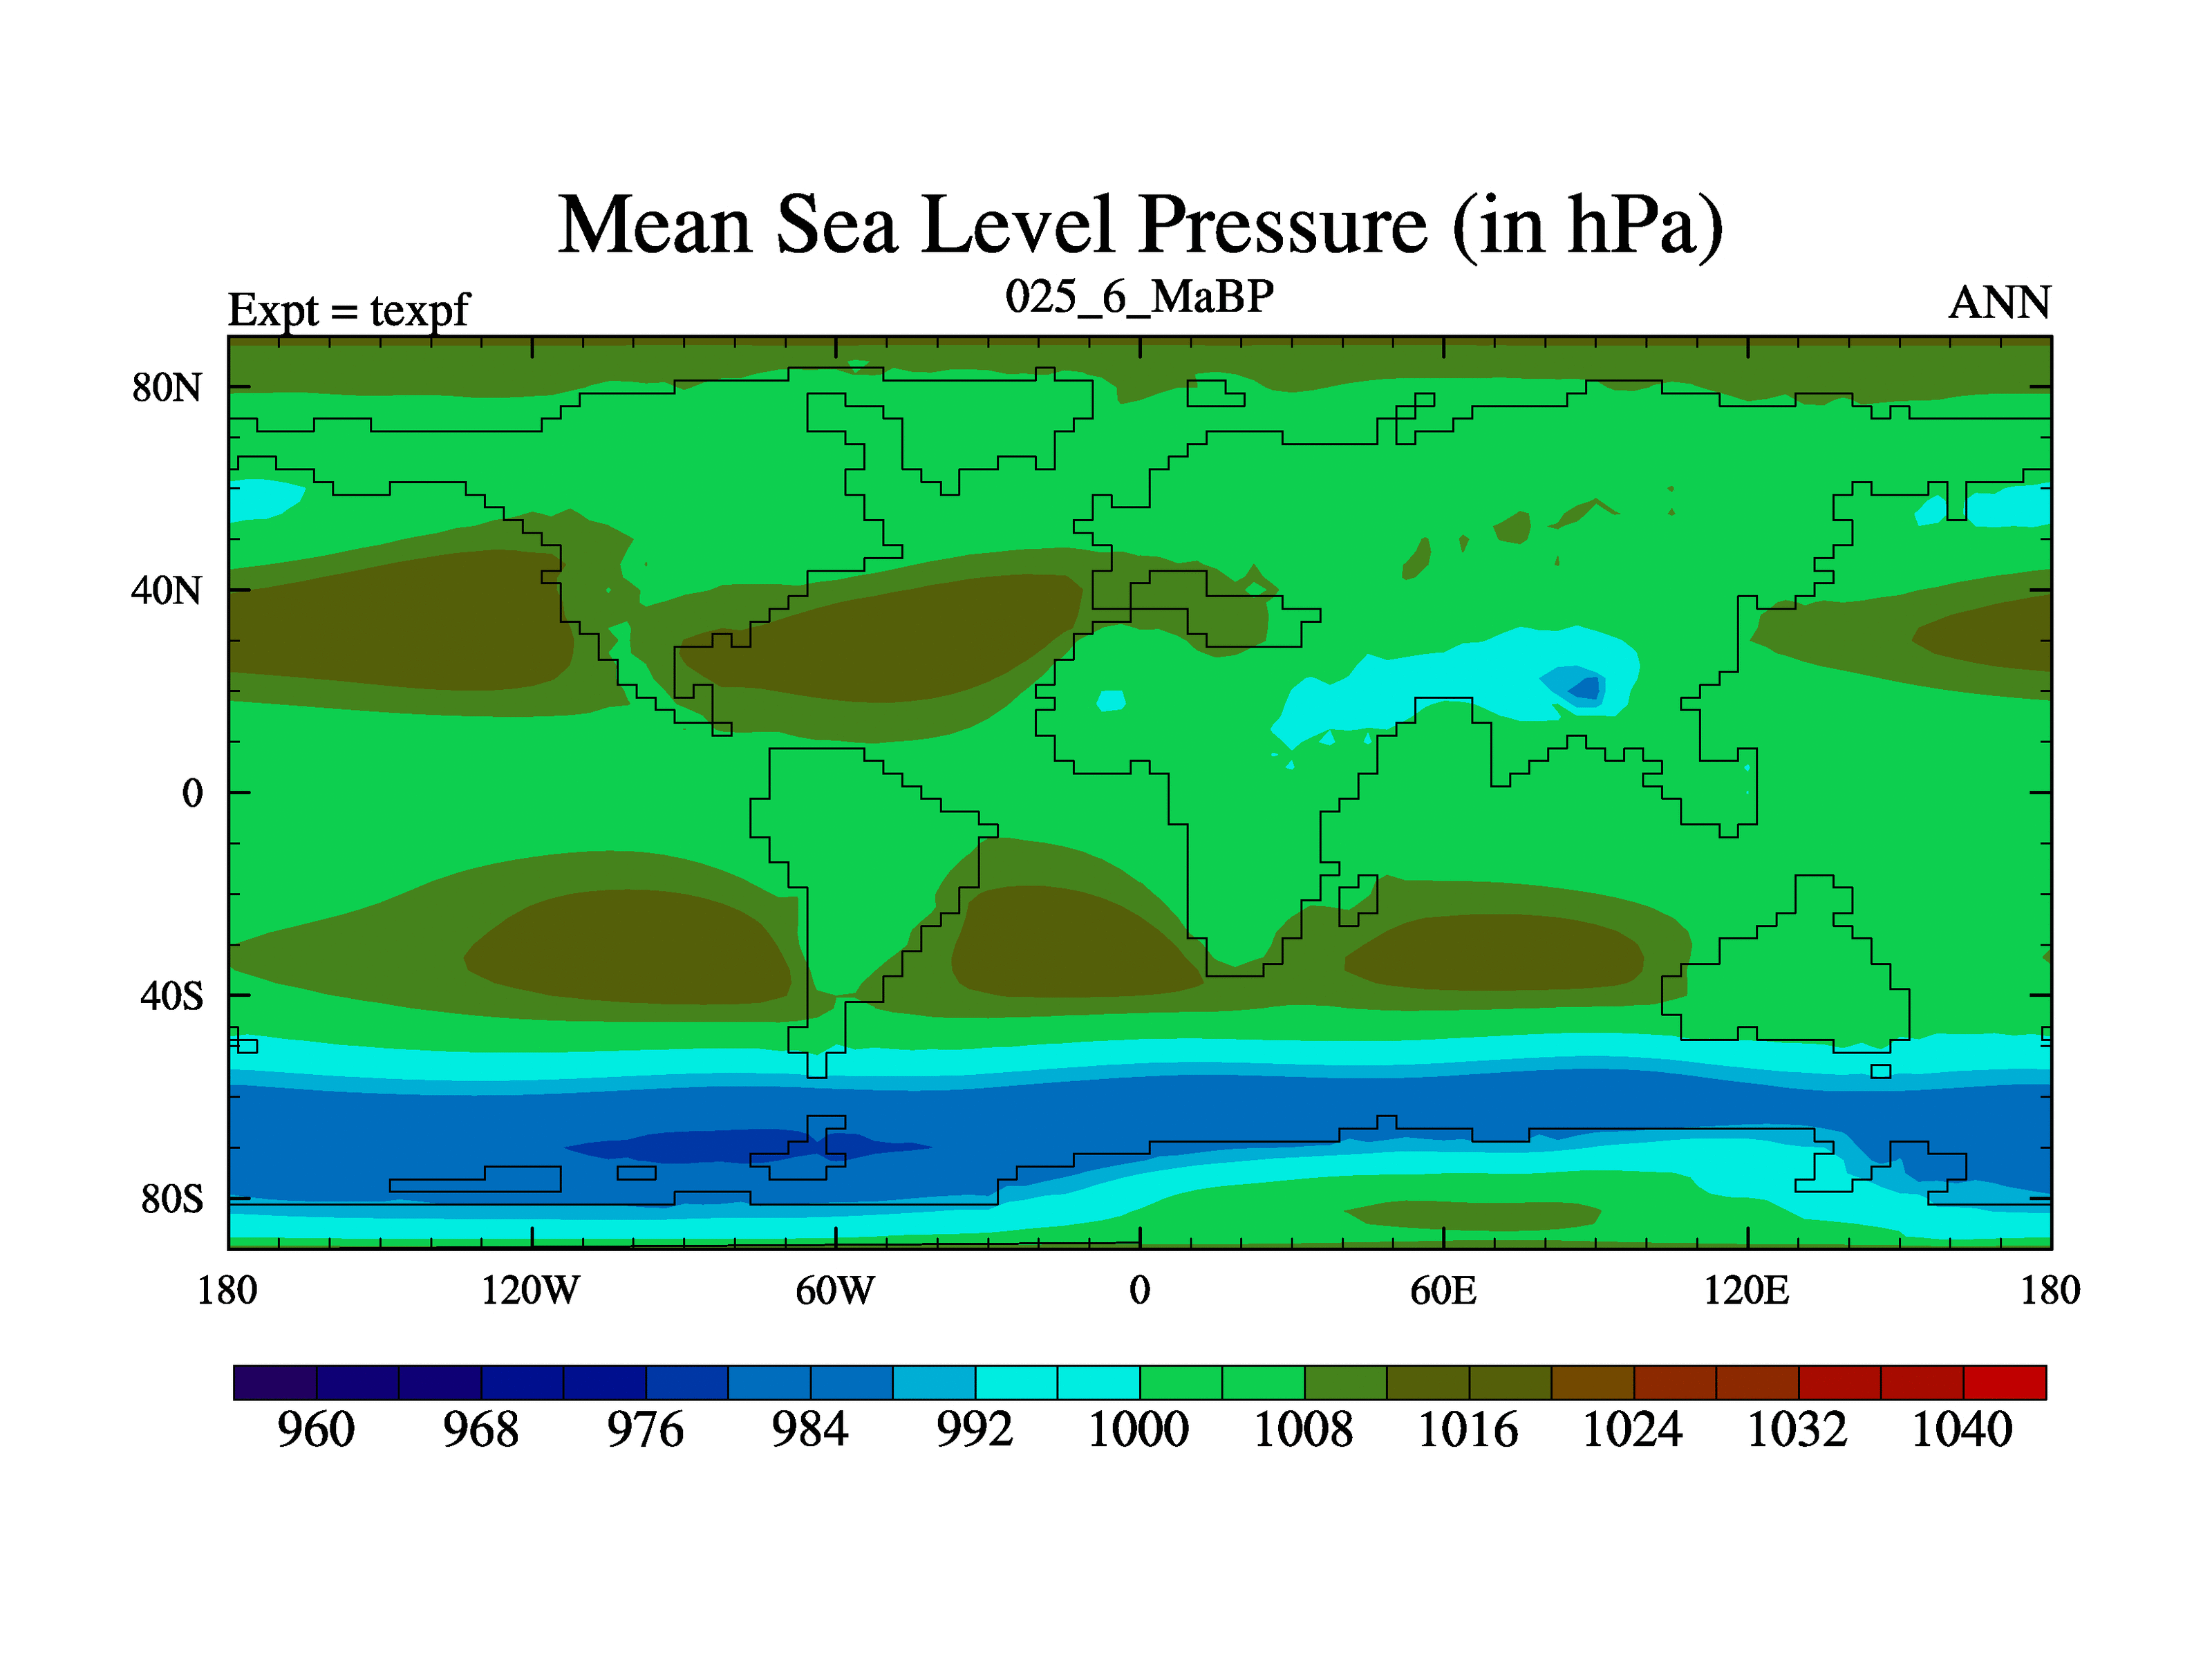 Mean Sea Level Pressure (in hPa)
Expt = texpf 025_6_MaBP ANN
80N
40N
0
40S
80S
180 120W 60W 0 60E 120E 180
960 968 976 984 992 1000 1008 1016 1024 1032 1040